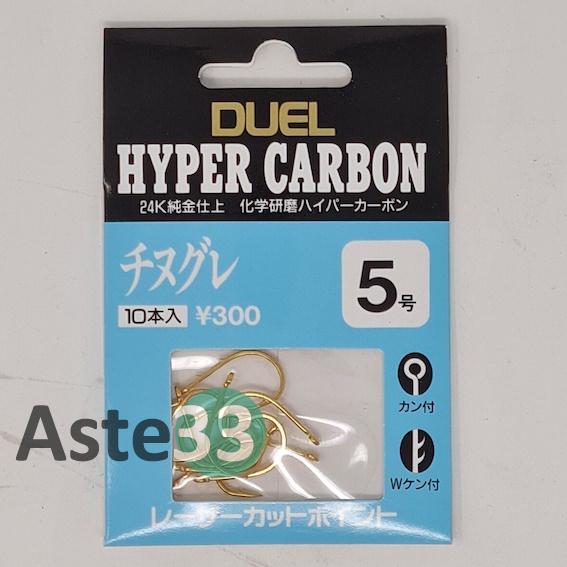 DUEL
HYPER CARBON
24K純金仕上 化学研磨ハイパーカーボン
チヌグレ
5号
10本入 ¥300
カン付
Aste33
Wケン付
レーザーカットポイント